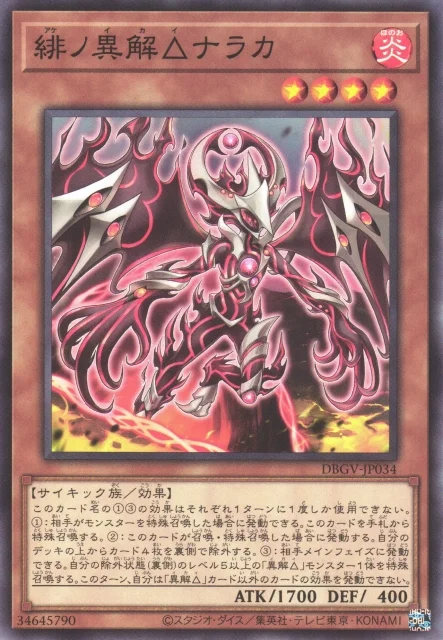 アケ イカイ
緋ノ異解△ナラカ
ほのお
炎
DBGV-JP034
【サイキック族／効果】
このカード名の①③の効果はそれぞれ1ターンに1度しか使用できない。
①：相手がモンスターを特殊召喚した場合に発動できる。このカードを手札から
特殊召喚する。②：このカードが召喚・特殊召喚した場合に発動する。自分の
デッキの上からカード４枚を裏側で除外する。③：相手メインフェイズに発動
できる。自分の除外状態（裏側）のレベル５以上の「異解△」モンスター1体を特殊
召喚する。このターン、自分は「異解△」カード以外のカードの効果を発動できない。
ATK/1700 DEF/ 400
34645790
©スタジオ・ダイス／集英社・テレビ東京・KONAMI